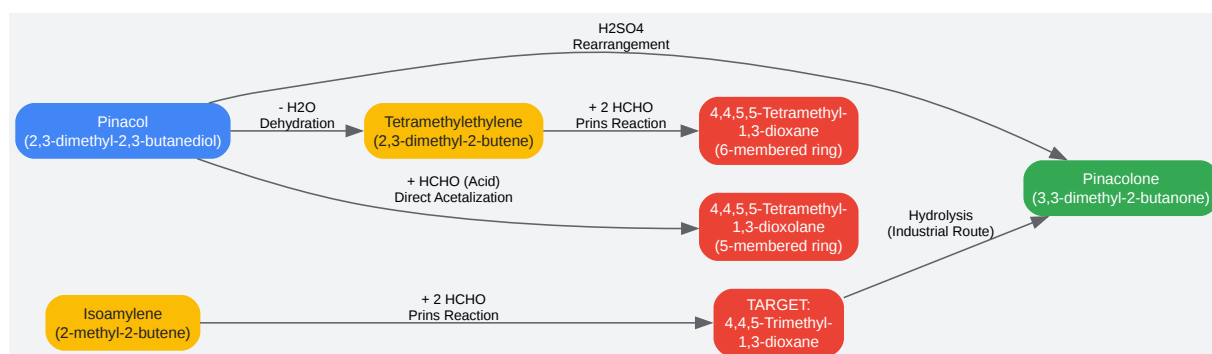 H2SO4
Rearrangement
Pinacol
(2,3-dimethyl-2,3-butanediol)
- H2O
Dehydration
Tetramethylethylene
(2,3-dimethyl-2-butene)
+ 2 HCHO
Prins Reaction
4,4,5,5-Tetramethyl-
1,3-dioxane
(6-membered ring)
+ HCHO (Acid)
Direct Acetalization
4,4,5,5-Tetramethyl-
1,3-dioxolane
(5-membered ring)
Pinacolone
(3,3-dimethyl-2-butanone)
Hydrolysis
(Industrial Route)
Isoamylene
(2-methyl-2-butene)
+ 2 HCHO
Prins Reaction
TARGET:
4,4,5-Trimethyl-
1,3-dioxane